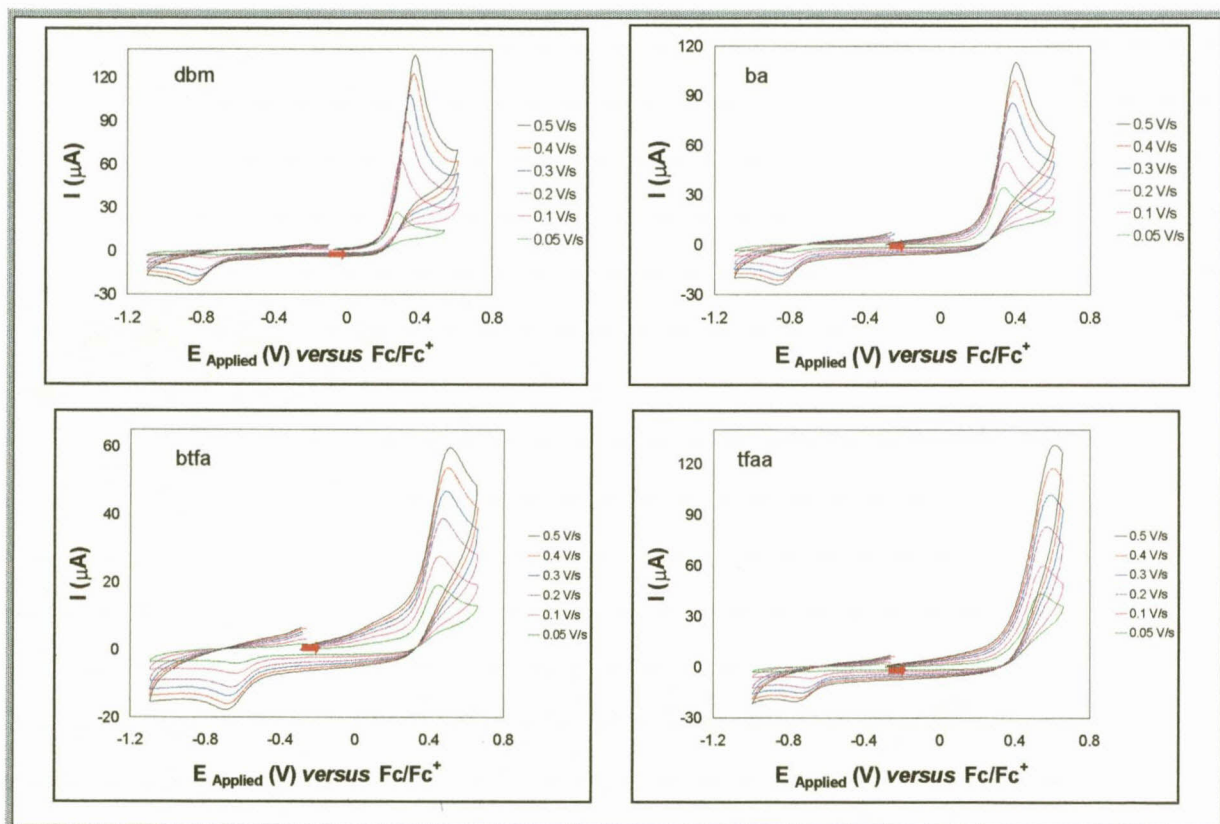 dbm
I (μA)
120
90
60
30
0
-30
-1.2
-0.8
-0.4
0
0.4
0.8
E Applied (V) versus Fc/Fc+
0.5 V/s
0.4 V/s
0.3 V/s
0.2 V/s
0.1 V/s
0.05 V/s
ba
I (μA)
120
90
60
30
0
-30
-1.2
-0.8
-0.4
0
0.4
0.8
E Applied (V) versus Fc/Fc+
0.5 V/s
0.4 V/s
0.3 V/s
0.2 V/s
0.1 V/s
0.05 V/s
btfa
I (μA)
60
40
20
0
-20
-1.2
-0.8
-0.4
0
0.4
0.8
E Applied (V) versus Fc/Fc+
0.5 V/s
0.4 V/s
0.3 V/s
0.2 V/s
0.1 V/s
0.05 V/s
tfaa
I (μA)
120
90
60
30
0
-30
-1.2
-0.8
-0.4
0
0.4
0.8
E Applied (V) versus Fc/Fc+
0.5 V/s
0.4 V/s
0.3 V/s
0.2 V/s
0.1 V/s
0.05 V/s